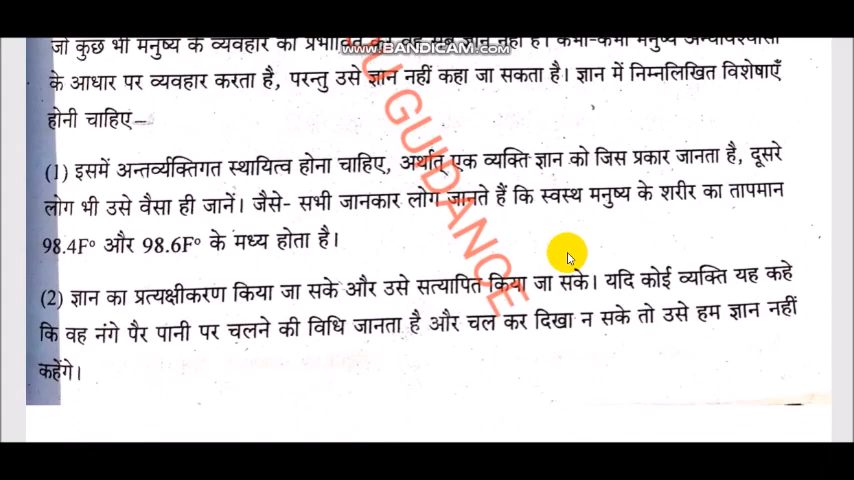 जो कुछ भी मनुष्य के व्यवहार को प्रभावित करे वह सब ज्ञान नहीं है। कभी-कभी मनुष्य अन्धविश्वासों
www.BANDICAM.com
के आधार पर व्यवहार करता है, परन्तु उसे ज्ञान नहीं कहा जा सकता है। ज्ञान में निम्नलिखित विशेषाएँ
होनी चाहिए–
(1) इसमें अन्तर्व्यक्तिगत स्थायित्व होना चाहिए, अर्थात् एक व्यक्ति ज्ञान को जिस प्रकार जानता है, दूसरे
लोग भी उसे वैसा ही जानें। जैसे- सभी जानकार लोग जानते हैं कि स्वस्थ मनुष्य के शरीर का तापमान
98.4F° और 98.6F° के मध्य होता है।
(2) ज्ञान का प्रत्यक्षीकरण किया जा सके और उसे सत्यापित किया जा सके। यदि कोई व्यक्ति यह कहे
कि वह नंगे पैर पानी पर चलने की विधि जानता है और चल कर दिखा न सके तो उसे हम ज्ञान नहीं
कहेंगे।
GUIDANCE